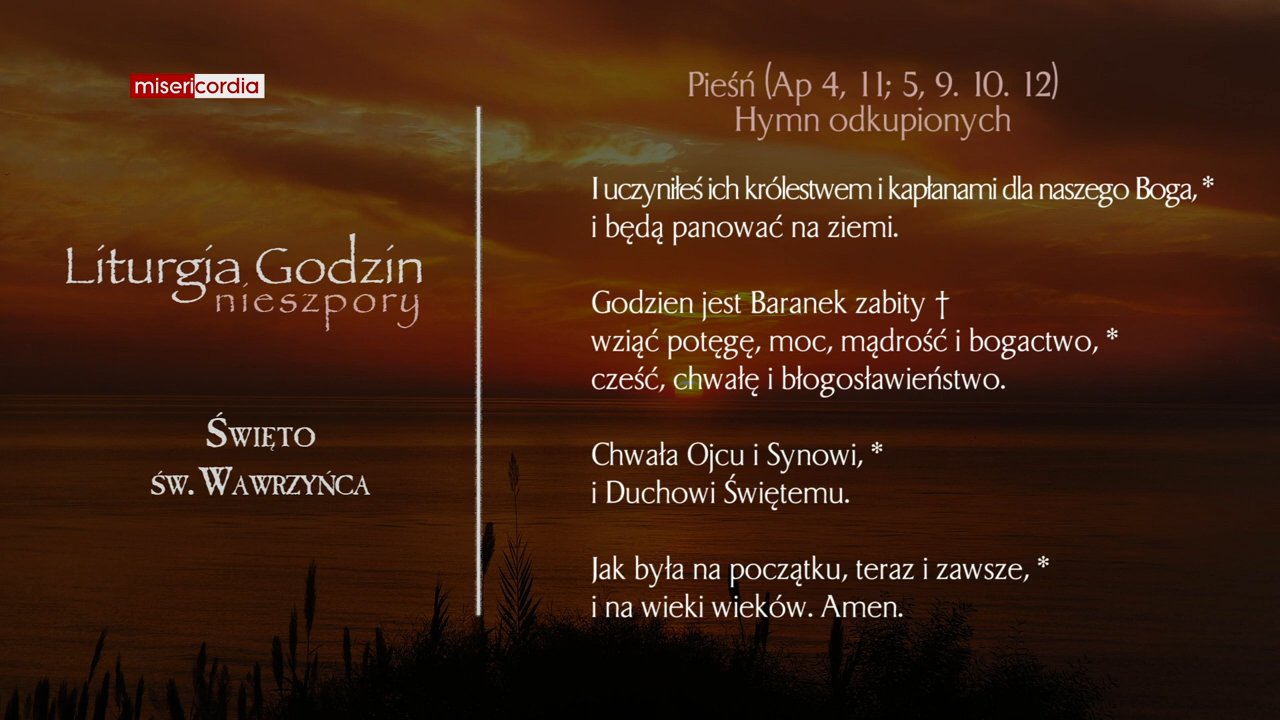 misericordia
Liturgia Godzin
nieszpory
Święto
św. Wawrzyńca
Pieśń (Ap 4, 11; 5, 9. 10. 12)
Hymn odkupionych
I uczyniłeś ich królestwem i kapłanami dla naszego Boga, *
i będą panować na ziemi.
Godzien jest Baranek zabity †
wziąć potęgę, moc, mądrość i bogactwo, *
cześć, chwałę i błogosławieństwo.
Chwała Ojcu i Synowi, *
i Duchowi Świętemu.
Jak była na początku, teraz i zawsze, *
i na wieki wieków. Amen.